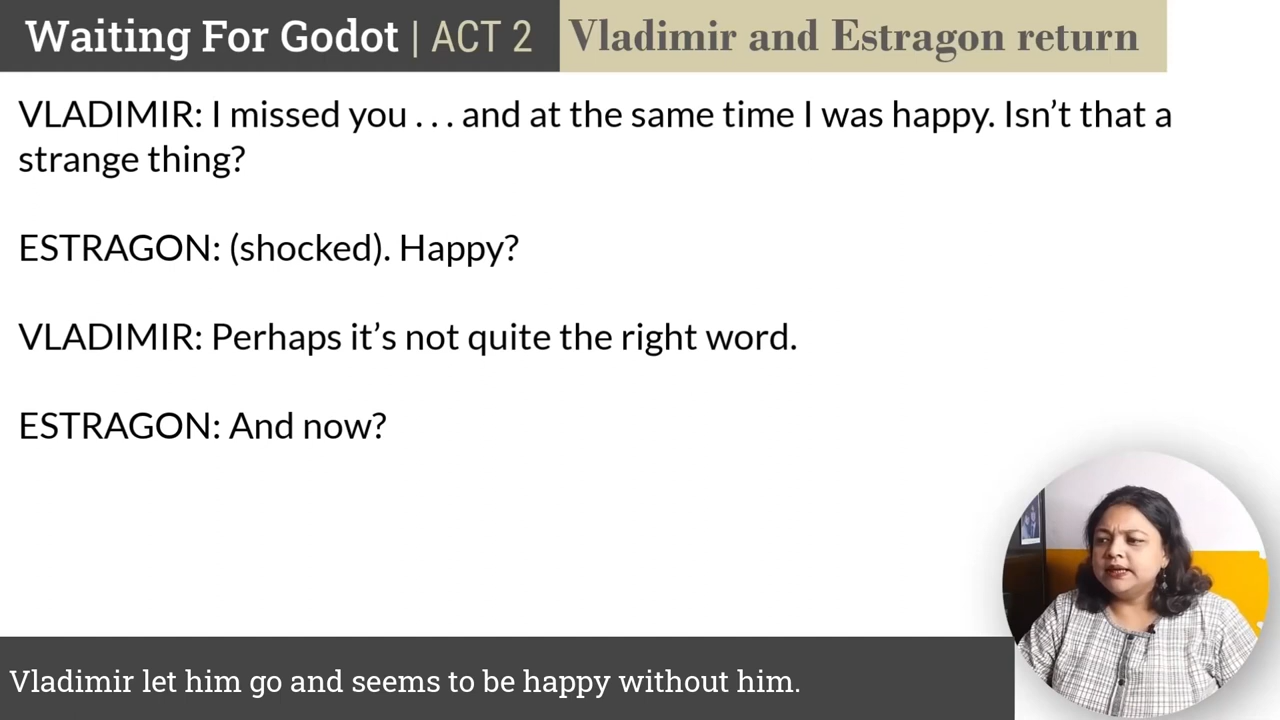 Waiting For Godot | ACT 2 Vladimir and Estragon return
VLADIMIR: I missed you . . . and at the same time I was happy. Isn’t that a
strange thing?
ESTRAGON: (shocked). Happy?
VLADIMIR: Perhaps it’s not quite the right word.
ESTRAGON: And now?
Vladimir let him go and seems to be happy without him.